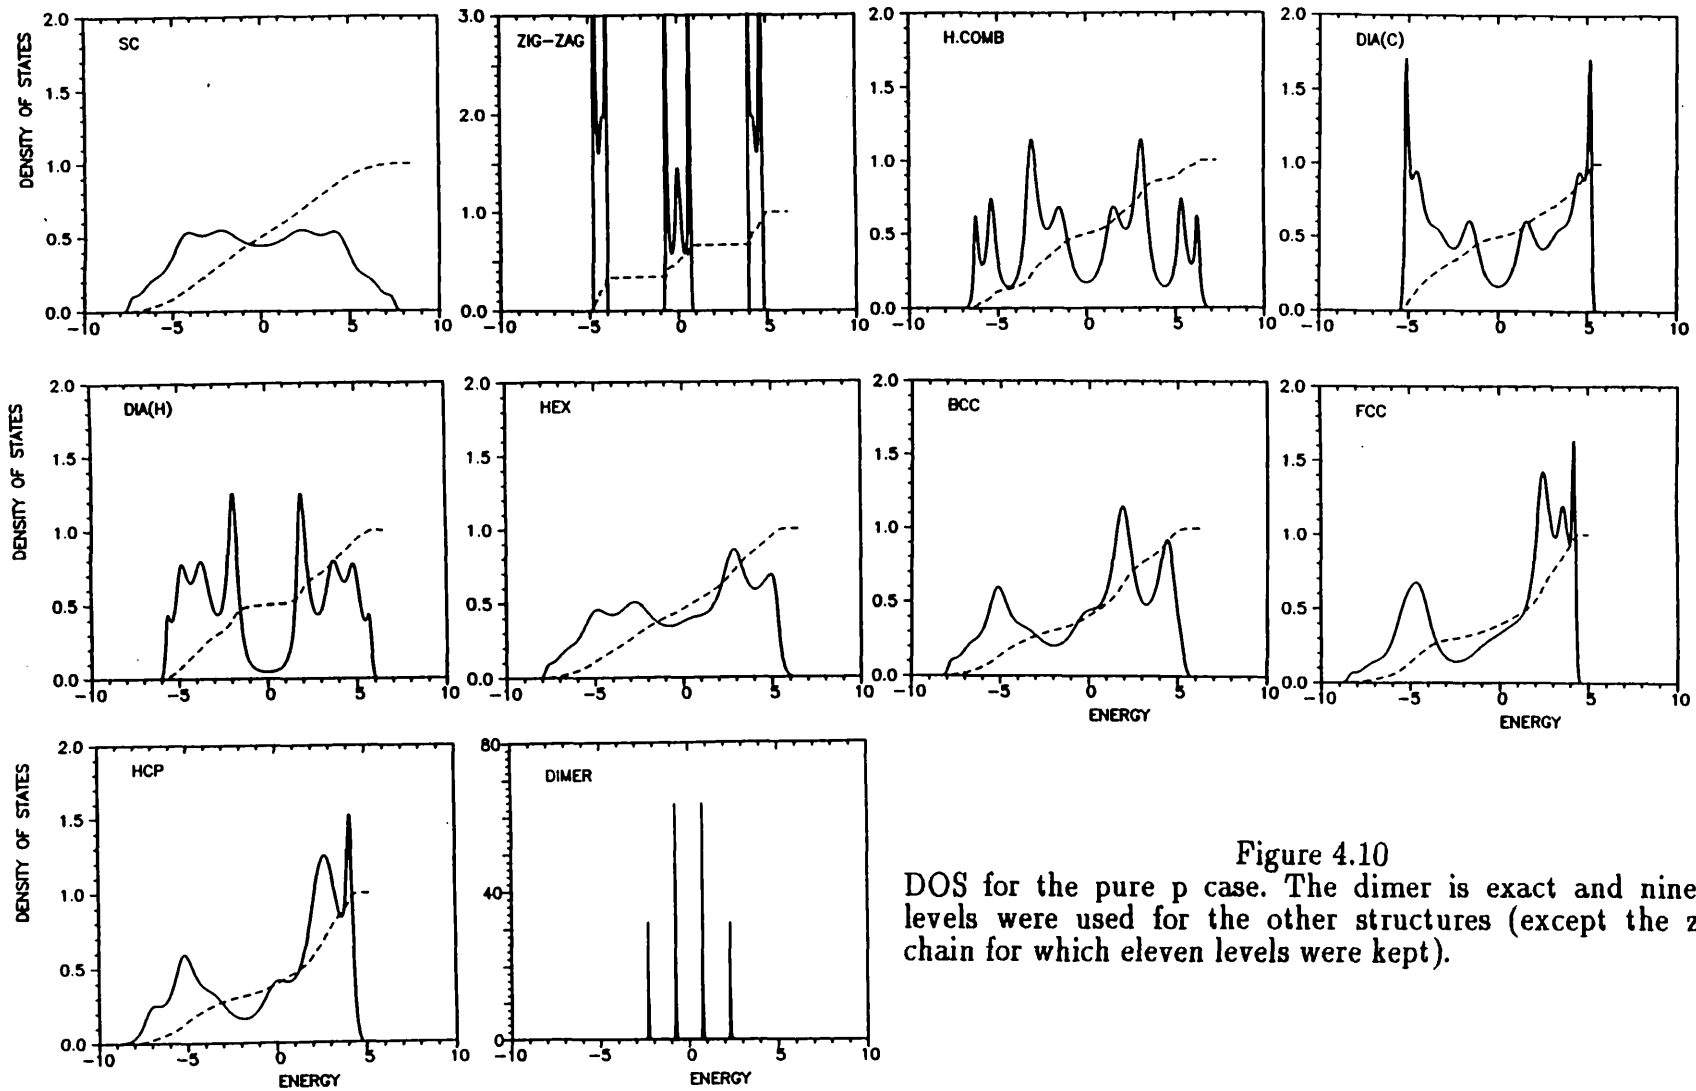 SC
2.0
1.5
1.0
0.5
0.0
-10 -5 0 5 10
DENSITY OF STATES
ZIG-ZAG
3.0
2.0
1.0
0.0
-10 -5 0 5 10
H.COMB
2.0
1.5
1.0
0.5
0.0
-10 -5 0 5 10
DIA(C)
2.0
1.5
1.0
0.5
0.0
-10 -5 0 5 10
DIA(H)
2.0
1.5
1.0
0.5
0.0
-10 -5 0 5 10
DENSITY OF STATES
HEX
2.0
1.5
1.0
0.5
0.0
-10 -5 0 5 10
BCC
2.0
1.5
1.0
0.5
0.0
-10 -5 0 5 10
ENERGY
FCC
2.0
1.5
1.0
0.5
0.0
-10 -5 0 5 10
ENERGY
HCP
2.0
1.5
1.0
0.5
0.0
-10 -5 0 5 10
DENSITY OF STATES
ENERGY
DIMER
80
40
0
-10 -5 0 5 10
ENERGY
Figure 4.10
DOS for the pure p case. The dimer is exact and nine
levels were used for the other structures (except the z
chain for which eleven levels were kept).